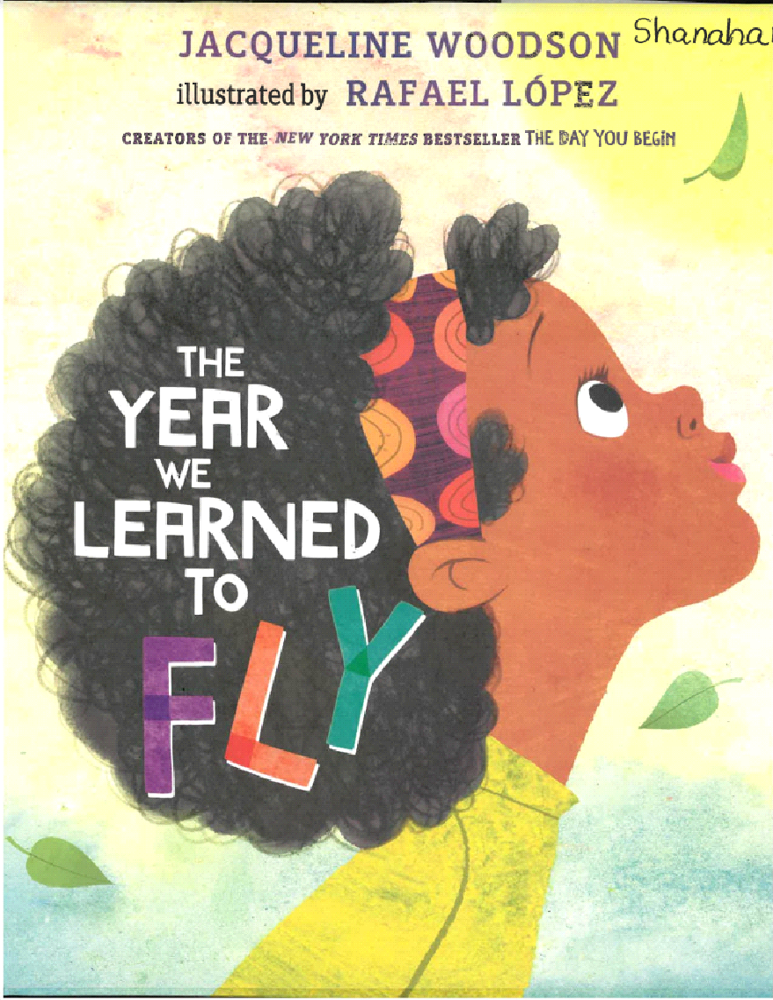 JACQUELINE WOODSON
illustrated by RAFAEL LÓPEZ
CREATORS OF THE NEW YORK TIMES BESTSELLER THE DAY YOU BEGIN
Shanaha
THE
YEAR
WE
LEARNED
TO
FLY